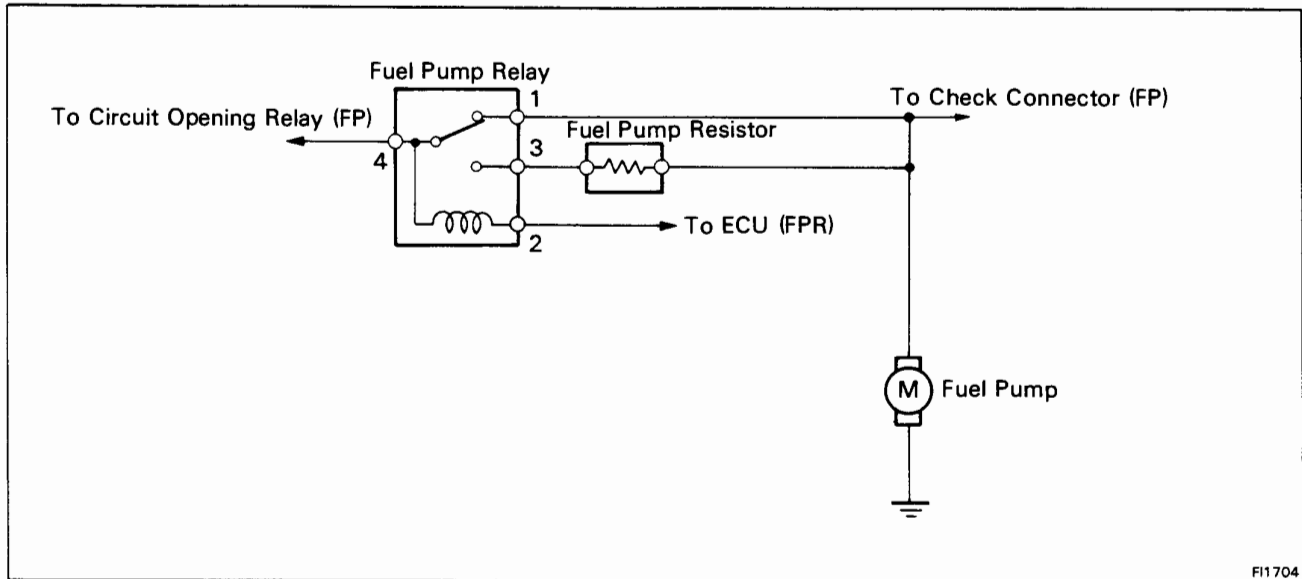 Fuel Pump Relay
To Circuit Opening Relay (FP)
1
To Check Connector (FP)
Fuel Pump Resistor
4
3
2
To ECU (FPR)
M
Fuel Pump
FI1704